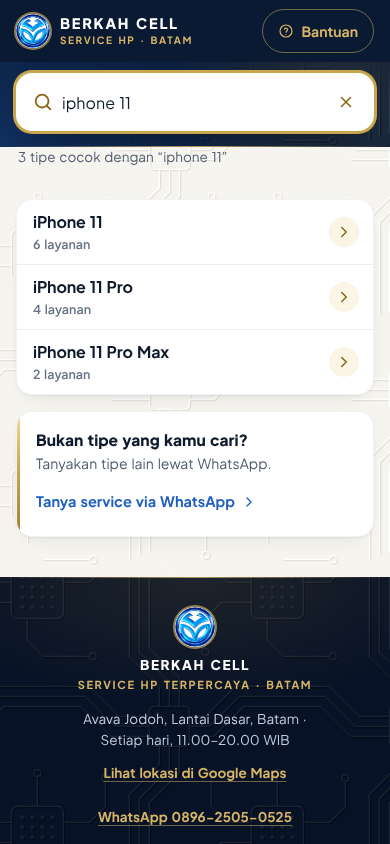 BERKAH CELL
SERVICE HP · BATAM
Bantuan
iphone 11
3 tipe cocok dengan “iphone 11”
iPhone 11
6 layanan
iPhone 11 Pro
4 layanan
iPhone 11 Pro Max
2 layanan
Bukan tipe yang kamu cari?
Tanyakan tipe lain lewat WhatsApp.
Tanya service via WhatsApp
BERKAH CELL
SERVICE HP TERPERCAYA · BATAM
Avava Jodoh, Lantai Dasar, Batam ·
Setiap hari, 11.00–20.00 WIB
Lihat lokasi di Google Maps
WhatsApp 0896-2505-0525